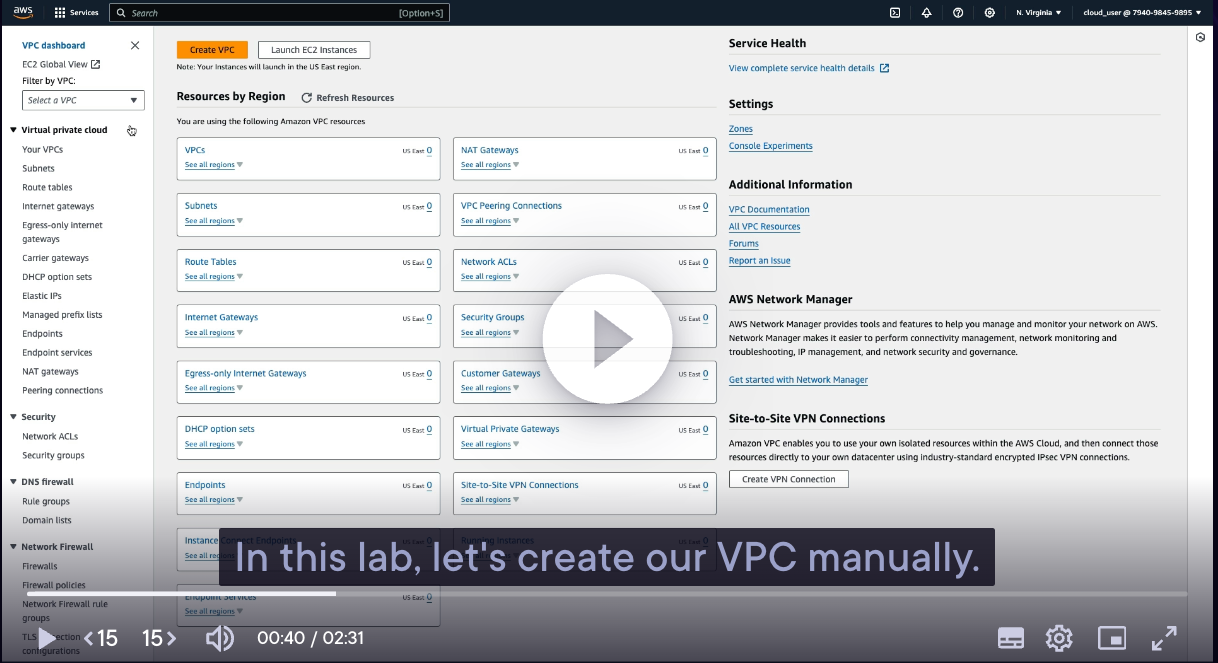 aws
Services
Search
[Option+S]
N. Virginia
cloud_user @ 7940-9845-9895
VPC dashboard
EC2 Global View
Filter by VPC:
Select a VPC
Virtual private cloud
Your VPCs
Subnets
Route tables
Internet gateways
Egress-only internet
gateways
Carrier gateways
DHCP option sets
Elastic IPs
Managed prefix lists
Endpoints
Endpoint services
NAT gateways
Peering connections
Security
Network ACLs
Security groups
DNS firewall
Rule groups
Domain lists
Network Firewall
Firewalls
Firewall policies
Network Firewall rule
groups
configurations
Create VPC
Launch EC2 Instances
Note: Your Instances will launch in the US East region.
Resources by Region
Refresh Resources
You are using the following Amazon VPC resources
VPCs
US East 0
See all regions
NAT Gateways
US East 0
See all regions
Subnets
US East 0
See all regions
VPC Peering Connections
US East 0
See all regions
Route Tables
US East 0
See all regions
Network ACLs
US East 0
See all regions
Internet Gateways
US East 0
See all regions
Security Groups
US East 0
See all regions
Egress-only Internet Gateways
US East 0
See all regions
Customer Gateways
US East 0
See all regions
DHCP option sets
US East 0
See all regions
Virtual Private Gateways
US East 0
See all regions
Endpoints
US East 0
See all regions
Site-to-Site VPN Connections
US East 0
See all regions
Instance Connect Endpoints
US East 0
Running Instances
US East 0
Endpoint Services
US East 0
See all regions
Service Health
View complete service health details
Settings
Zones
Console Experiments
Additional Information
VPC Documentation
All VPC Resources
Forums
Report an Issue
AWS Network Manager
AWS Network Manager provides tools and features to help you manage and monitor your network on AWS.
Network Manager makes it easier to perform connectivity management, network monitoring and
troubleshooting, IP management, and network security and governance.
Get started with Network Manager
Site-to-Site VPN Connections
Amazon VPC enables you to use your own isolated resources within the AWS Cloud, and then connect those
resources directly to your own datacenter using industry-standard encrypted IPsec VPN connections.
Create VPN Connection
In this lab, let's create our VPC manually.
15
15
00:40 / 02:31